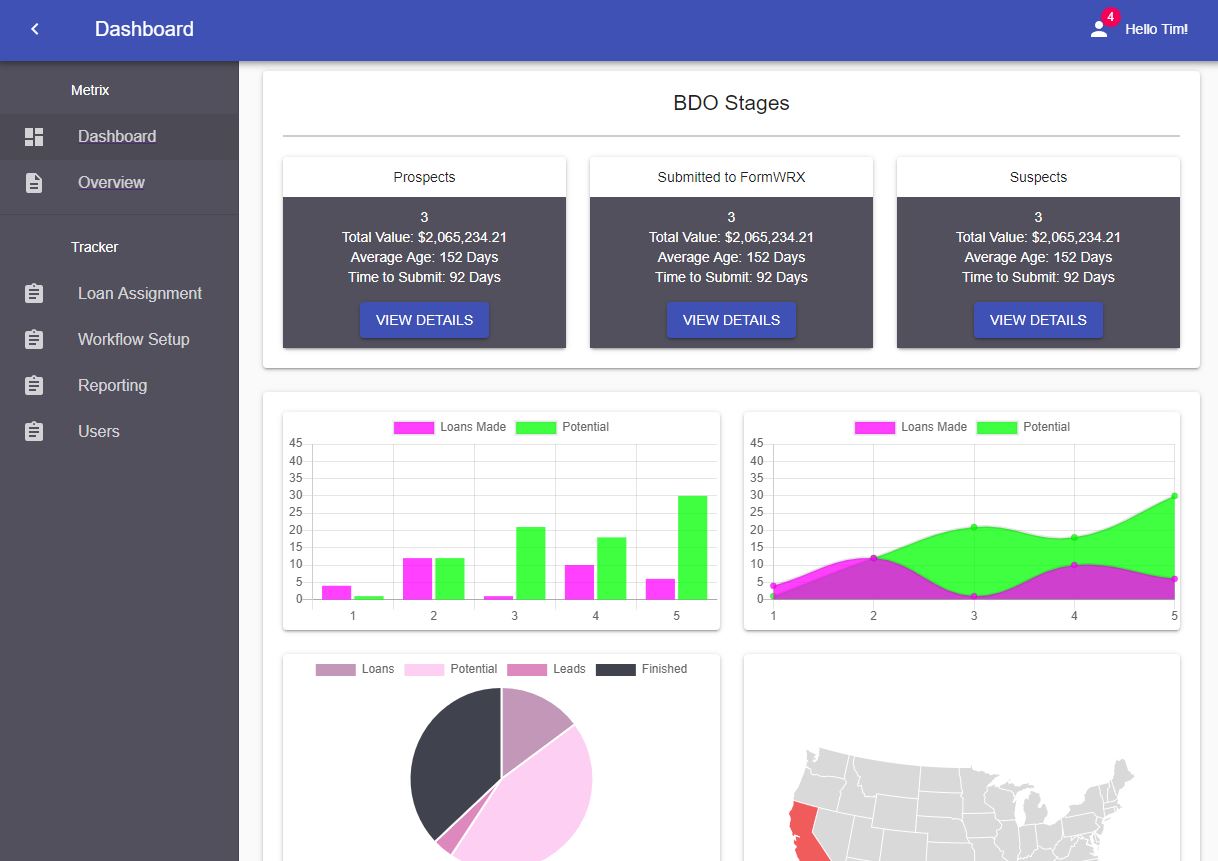 Dashboard
4
Hello Tim!
Metrix
Dashboard
Overview
Tracker
Loan Assignment
Workflow Setup
Reporting
Users
BDO Stages
Prospects
3
Total Value: $2,065,234.21
Average Age: 152 Days
Time to Submit: 92 Days
VIEW DETAILS
Submitted to FormWRX
3
Total Value: $2,065,234.21
Average Age: 152 Days
Time to Submit: 92 Days
VIEW DETAILS
Suspects
3
Total Value: $2,065,234.21
Average Age: 152 Days
Time to Submit: 92 Days
VIEW DETAILS
Loans Made Potential
45
40
35
30
25
20
15
10
5
0
1 2 3 4 5
Loans Made Potential
45
40
35
30
25
20
15
10
5
0
1 2 3 4 5
Loans Potential Leads Finished